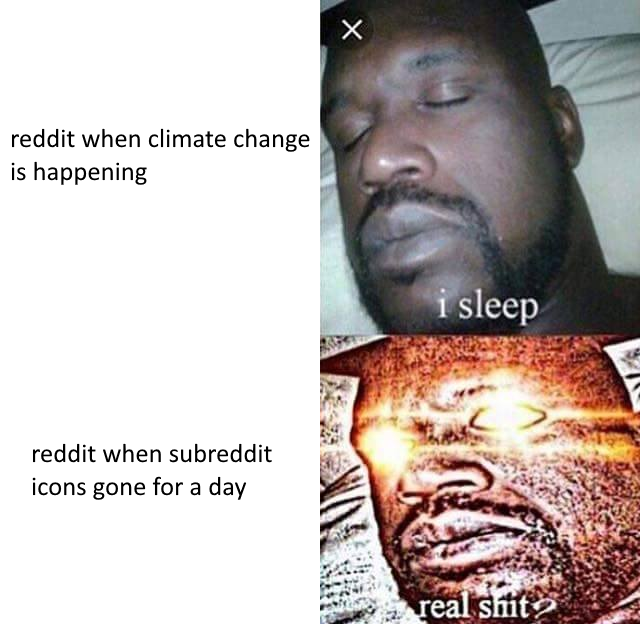 reddit when climate change
is happening
i sleep
reddit when subreddit
icons gone for a day
real shit?